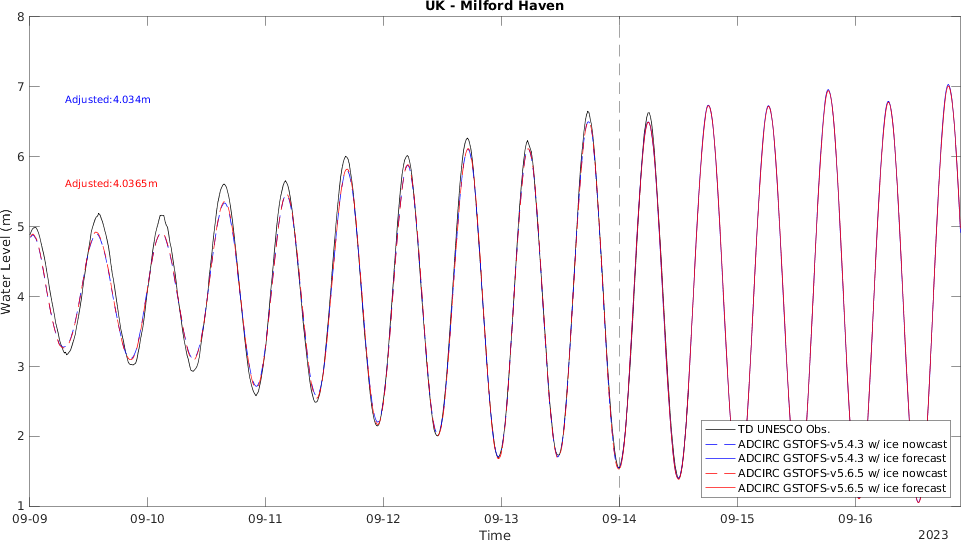 UK - Milford Haven
8
7
6
5
4
3
2
1
Water Level (m)
Adjusted:4.034m
Adjusted:4.0365m
TD UNESCO Obs.
ADCIRC GSTOFS-v5.4.3 w/ ice nowcast
ADCIRC GSTOFS-v5.4.3 w/ ice forecast
ADCIRC GSTOFS-v5.6.5 w/ ice nowcast
ADCIRC GSTOFS-v5.6.5 w/ ice forecast
09-09 09-10 09-11 09-12 09-13 09-14 09-15 09-16
Time
2023